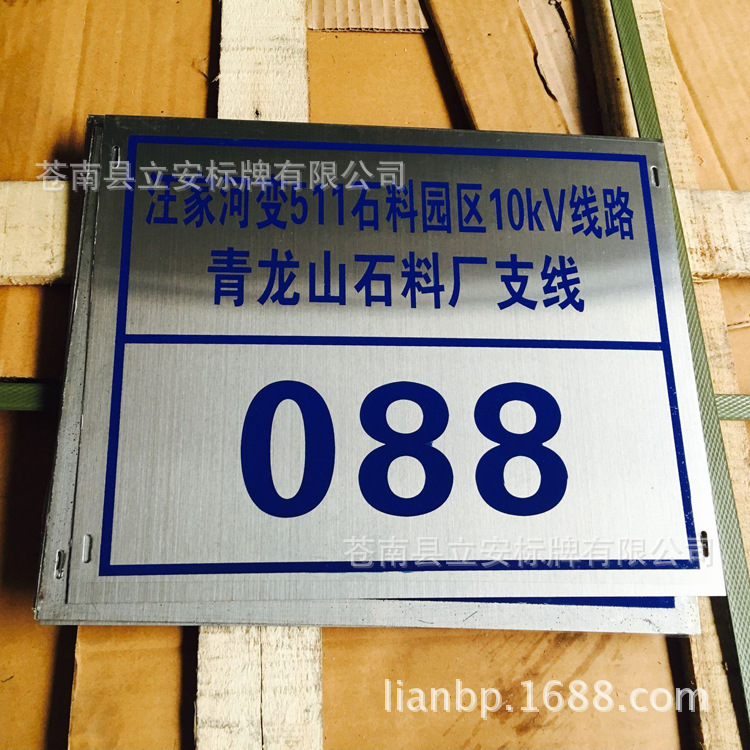 苍南县立安标牌有限公司
汪家河变511石料园区10kV线路
青龙山石料厂支线
088
苍南县立安标牌有限公司
lianbp.1688.com